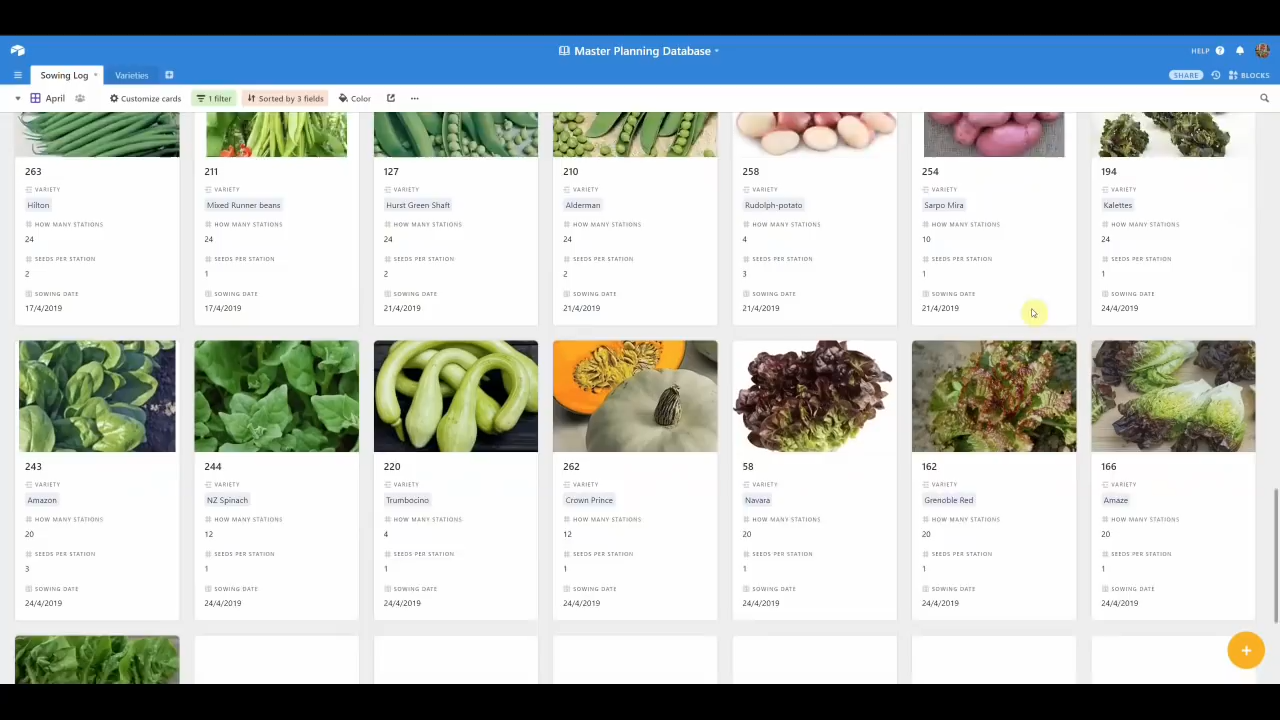 Master Planning Database
HELP
Sowing Log
Varieties
SHARE
BLOCKS
April
Customize cards
1 filter
Sorted by 3 fields
Color
263 211 127 210 258 254 194
VARIETY VARIETY VARIETY VARIETY VARIETY VARIETY VARIETY
Hilton Mixed Runner beans Hurst Green Shaft Alderman Rudolph-potato Sarpo Mira Kalettes
HOW MANY STATIONS HOW MANY STATIONS HOW MANY STATIONS HOW MANY STATIONS HOW MANY STATIONS HOW MANY STATIONS HOW MANY STATIONS
24 24 24 24 4 10 24
SEEDS PER STATION SEEDS PER STATION SEEDS PER STATION SEEDS PER STATION SEEDS PER STATION SEEDS PER STATION SEEDS PER STATION
2 1 2 2 3 1 1
SOWING DATE SOWING DATE SOWING DATE SOWING DATE SOWING DATE SOWING DATE SOWING DATE
17/4/2019 17/4/2019 21/4/2019 21/4/2019 21/4/2019 21/4/2019 24/4/2019
243 244 220 262 58 162 166
VARIETY VARIETY VARIETY VARIETY VARIETY VARIETY VARIETY
Amazon NZ Spinach Trumbocino Crown Prince Navara Grenoble Red Amaze
HOW MANY STATIONS HOW MANY STATIONS HOW MANY STATIONS HOW MANY STATIONS HOW MANY STATIONS HOW MANY STATIONS HOW MANY STATIONS
20 12 4 12 20 20 20
SEEDS PER STATION SEEDS PER STATION SEEDS PER STATION SEEDS PER STATION SEEDS PER STATION SEEDS PER STATION SEEDS PER STATION
3 1 1 1 1 1 1
SOWING DATE SOWING DATE SOWING DATE SOWING DATE SOWING DATE SOWING DATE SOWING DATE
24/4/2019 24/4/2019 24/4/2019 24/4/2019 24/4/2019 24/4/2019 24/4/2019